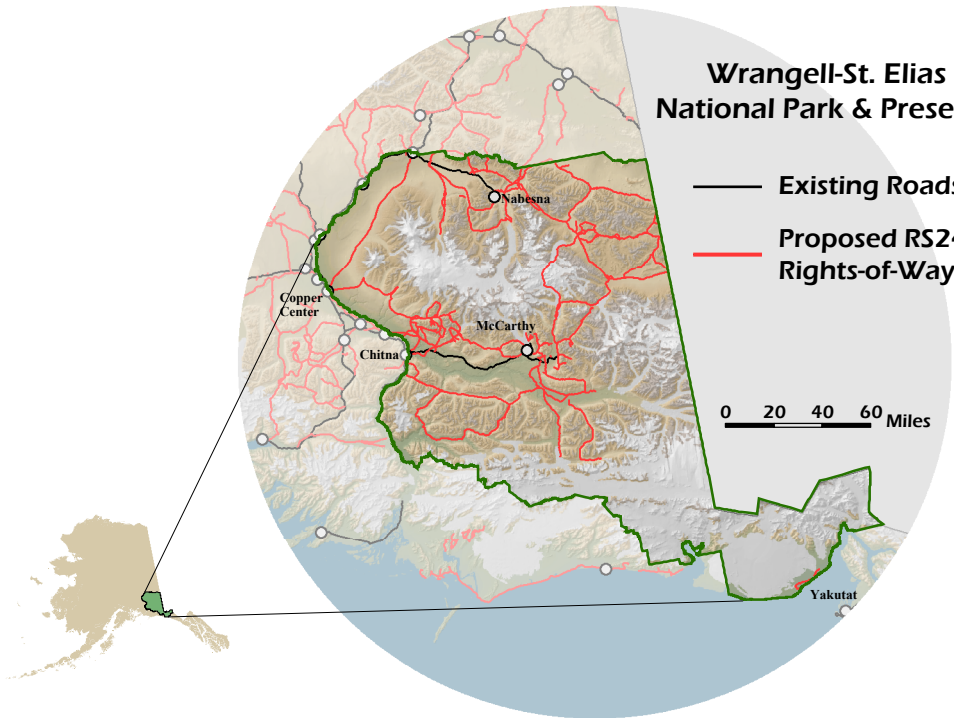 Wrangell-St. Elias
National Park & Prese
Existing Roads
Proposed RS24
Rights-of-Way
Nabesna
Copper
Center
McCarthy
Chitna
0 20 40 60 Miles
Yakutat